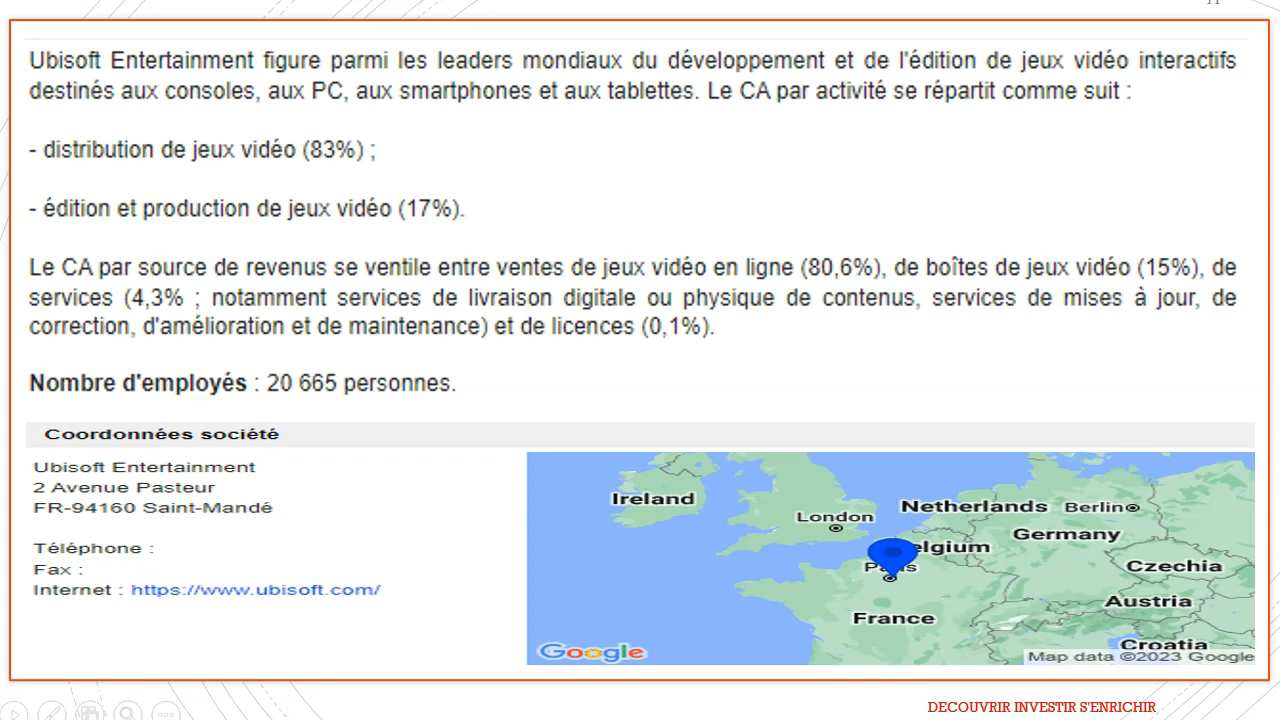 Ubisoft Entertainment figure parmi les leaders mondiaux du développement et de l'édition de jeux vidéo interactifs
destinés aux consoles, aux PC, aux smartphones et aux tablettes. Le CA par activité se répartit comme suit :
- distribution de jeux vidéo (83%) ;
- édition et production de jeux vidéo (17%).
Le CA par source de revenus se ventile entre ventes de jeux vidéo en ligne (80,6%), de boîtes de jeux vidéo (15%), de
services (4,3% ; notamment services de livraison digitale ou physique de contenus, services de mises à jour, de
correction, d'amélioration et de maintenance) et de licences (0,1%).
Nombre d'employés : 20 665 personnes.
Coordonnées société
Ubisoft Entertainment
2 Avenue Pasteur
FR-94160 Saint-Mandé
Téléphone :
Fax :
Internet : https://www.ubisoft.com/
Ireland
London
Netherlands
Berlin
Germany
Czechia
Austria
France
Croatia
Google
Map data ©2023 Google
DECOUVRIR INVESTIR S'ENRICHIR